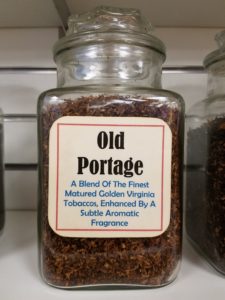 Old
Portage
A Blend Of The Finest
Matured Golden Virginia
Tobaccos, Enhanced By A
Subtle Aromatic
Fragrance